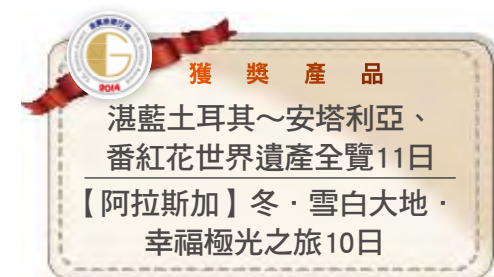 2014
獲獎產品
湛藍土耳其～安塔利亞、
番紅花世界遺產全覽11日
【阿拉斯加】冬．雪白大地．
幸福極光之旅10日